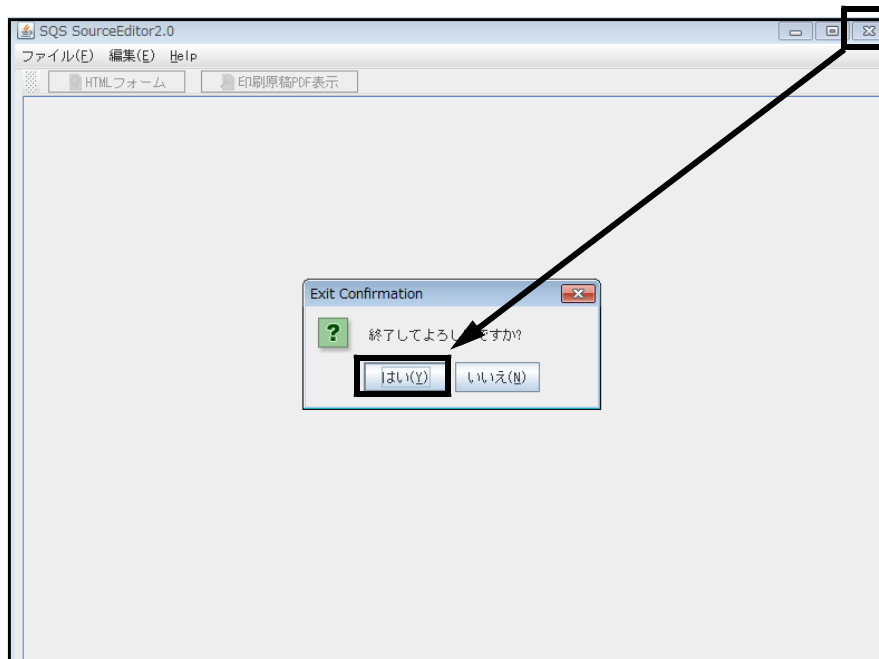 SQS SourceEditor2.0
ファイル(F) 編集(E) Help
HTMLフォーム 印刷原稿PDF表示
Exit Confirmation
終了してよろしいですか?
はい(Y) いいえ(N)